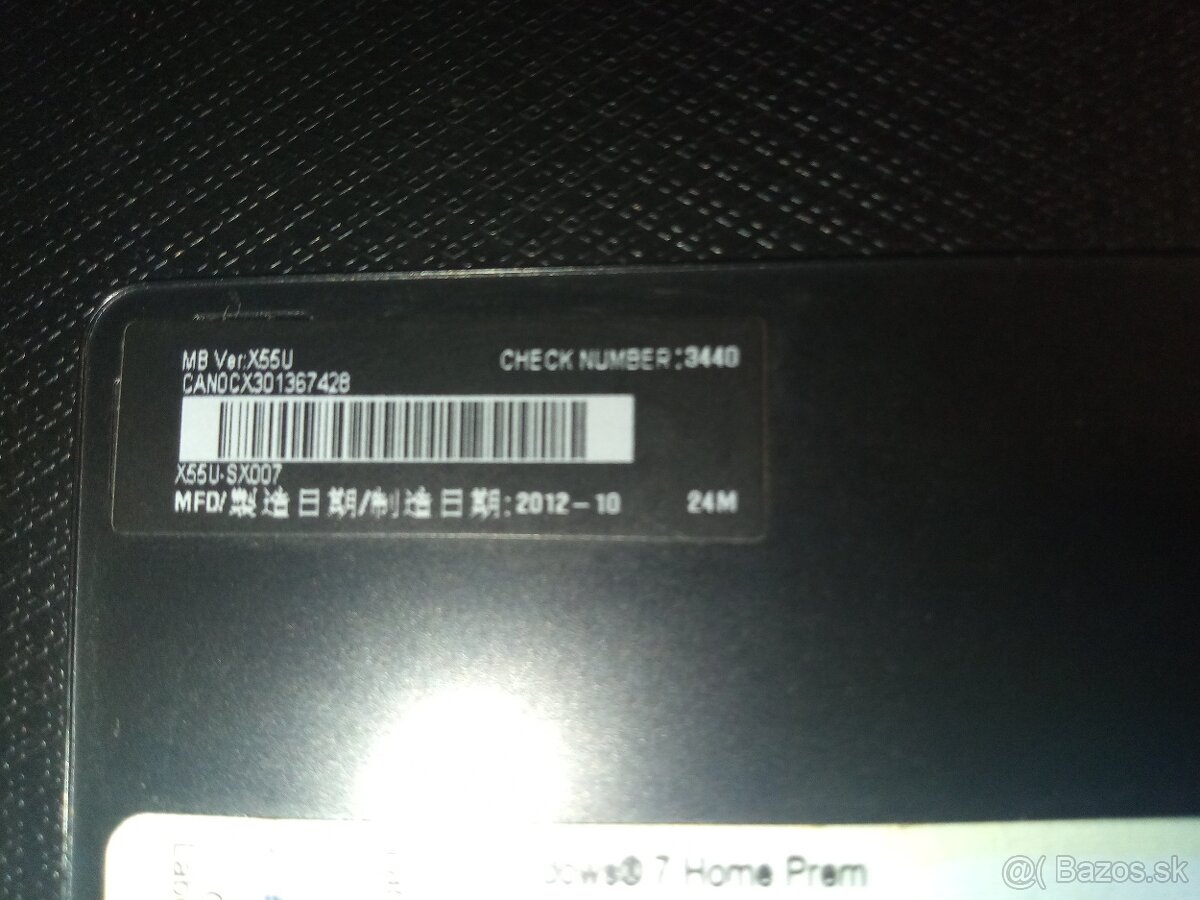 MB Ver:X55U
CHECK NUMBER:3440
CAN0CX301367428
X55U-SX007
MFD/製造日期/制造日期:2012-10 24M
7 Home Prem
@( Bazos.sk